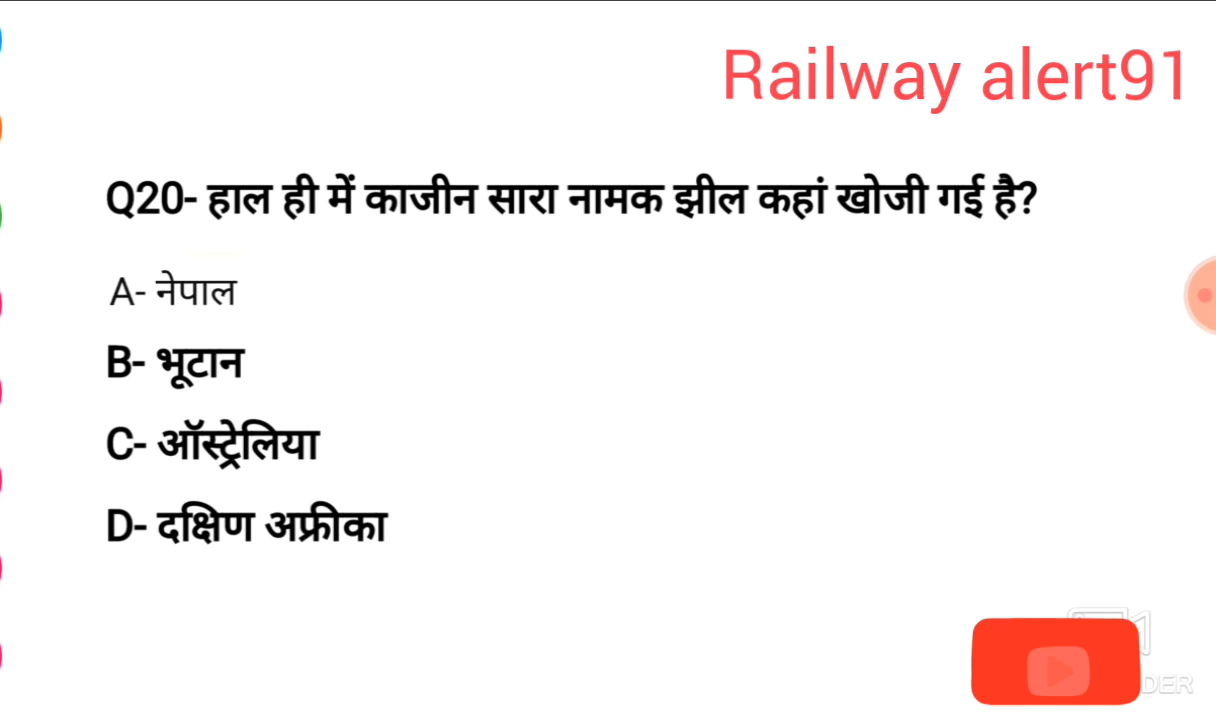 Railway alert91
Q20- हाल ही में काजीन सारा नामक झील कहां खोजी गई है?
A- नेपाल
B- भूटान
C- ऑस्ट्रेलिया
D- दक्षिण अफ्रीका